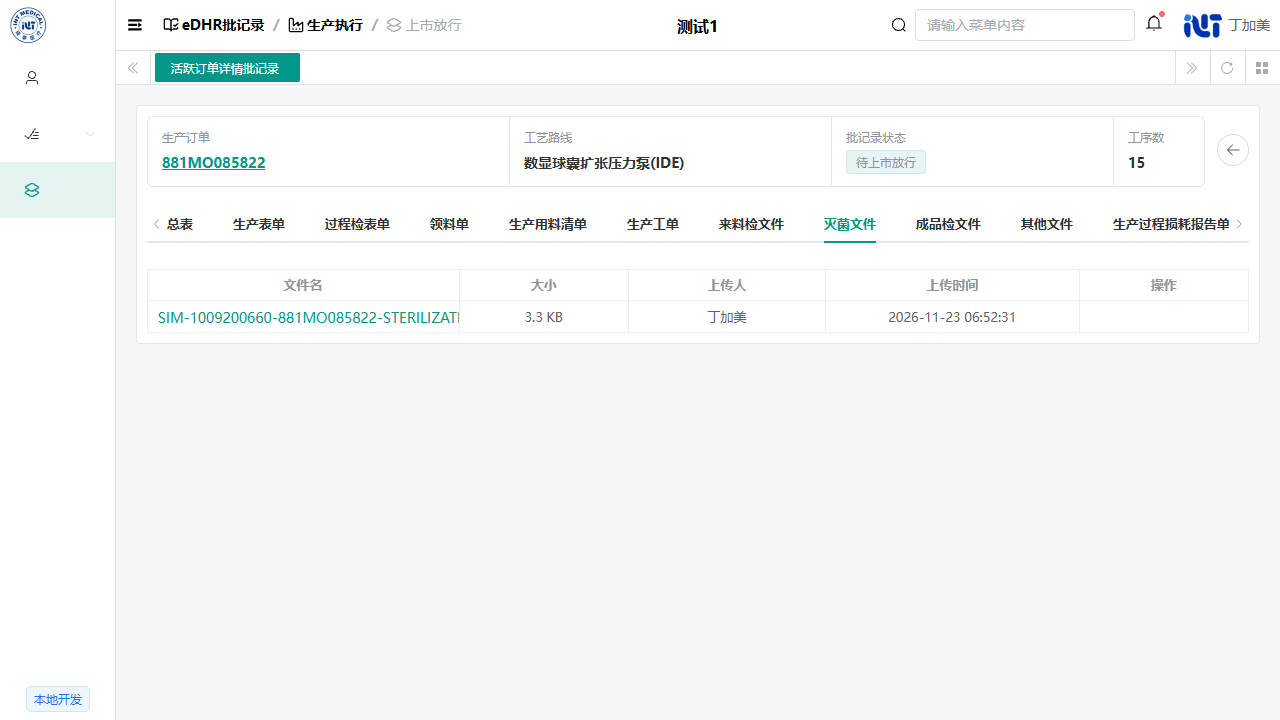 eDHR批记录 / 生产执行 / 上市放行
测试1
请输入菜单内容
丁加美
活跃订单详情批记录
生产订单
881MO085822
工艺路线
数显球囊扩张压力泵(IDE)
批记录状态
待上市放行
工序数
15
总表 生产表单 过程检表单 领料单 生产用料清单 生产工单 来料检文件 灭菌文件 成品检文件 其他文件 生产过程损耗报告单
文件名 大小 上传人 上传时间 操作
SIM-1009200660-881MO085822-STERILIZATI 3.3 KB 丁加美 2026-11-23 06:52:31
本地开发